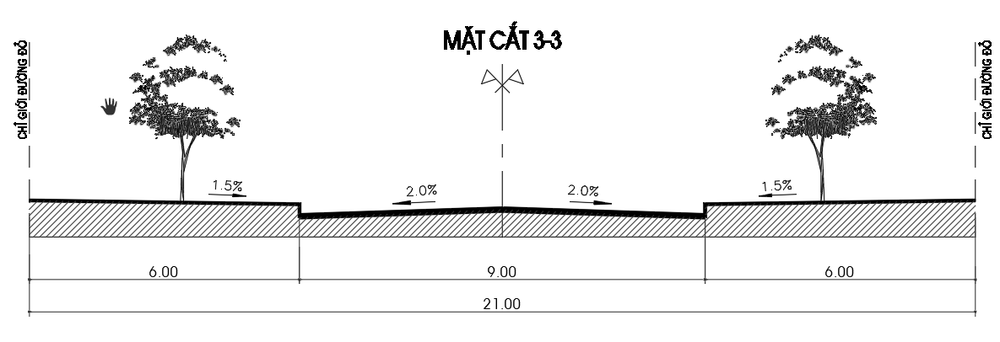 MẶT CẮT 3-3
CHỈ GIỚI ĐƯỜNG ĐỎ
CHỈ GIỚI ĐƯỜNG ĐỎ
1.5%
2.0%
2.0%
1.5%
6.00
9.00
6.00
21.00